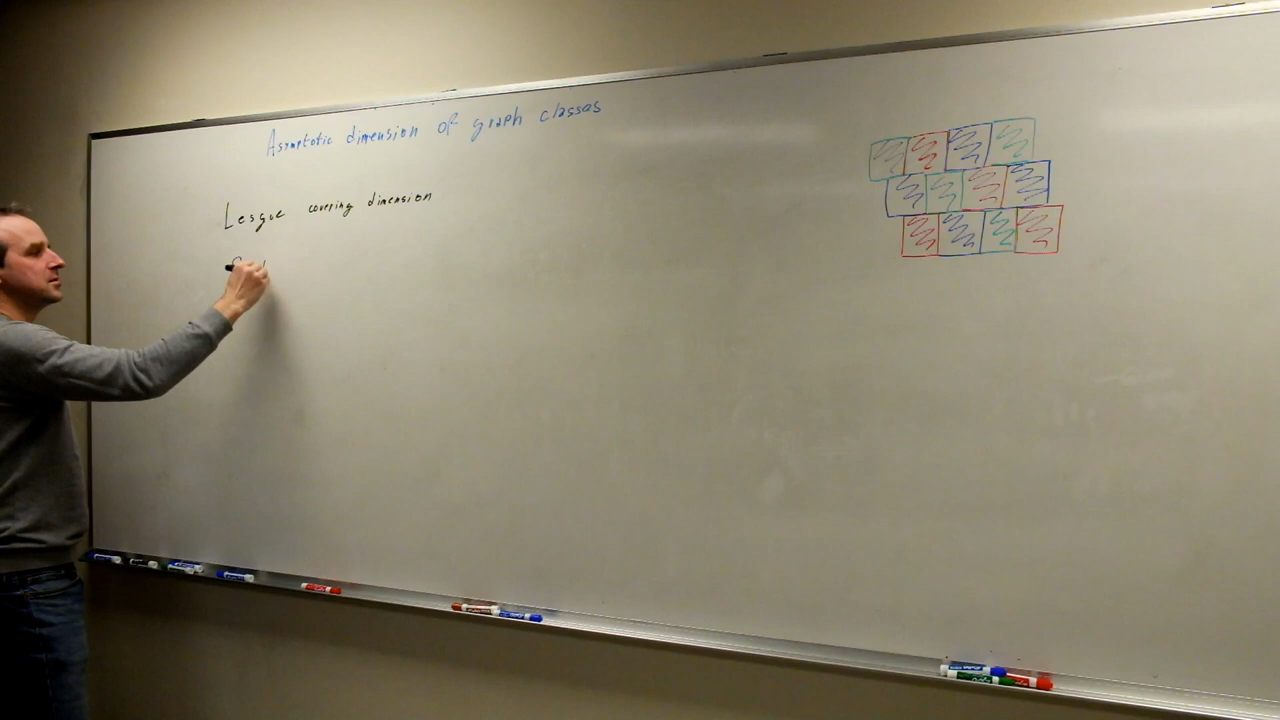 Asymptotic dimension of graph classes
Lesgue covering dimension